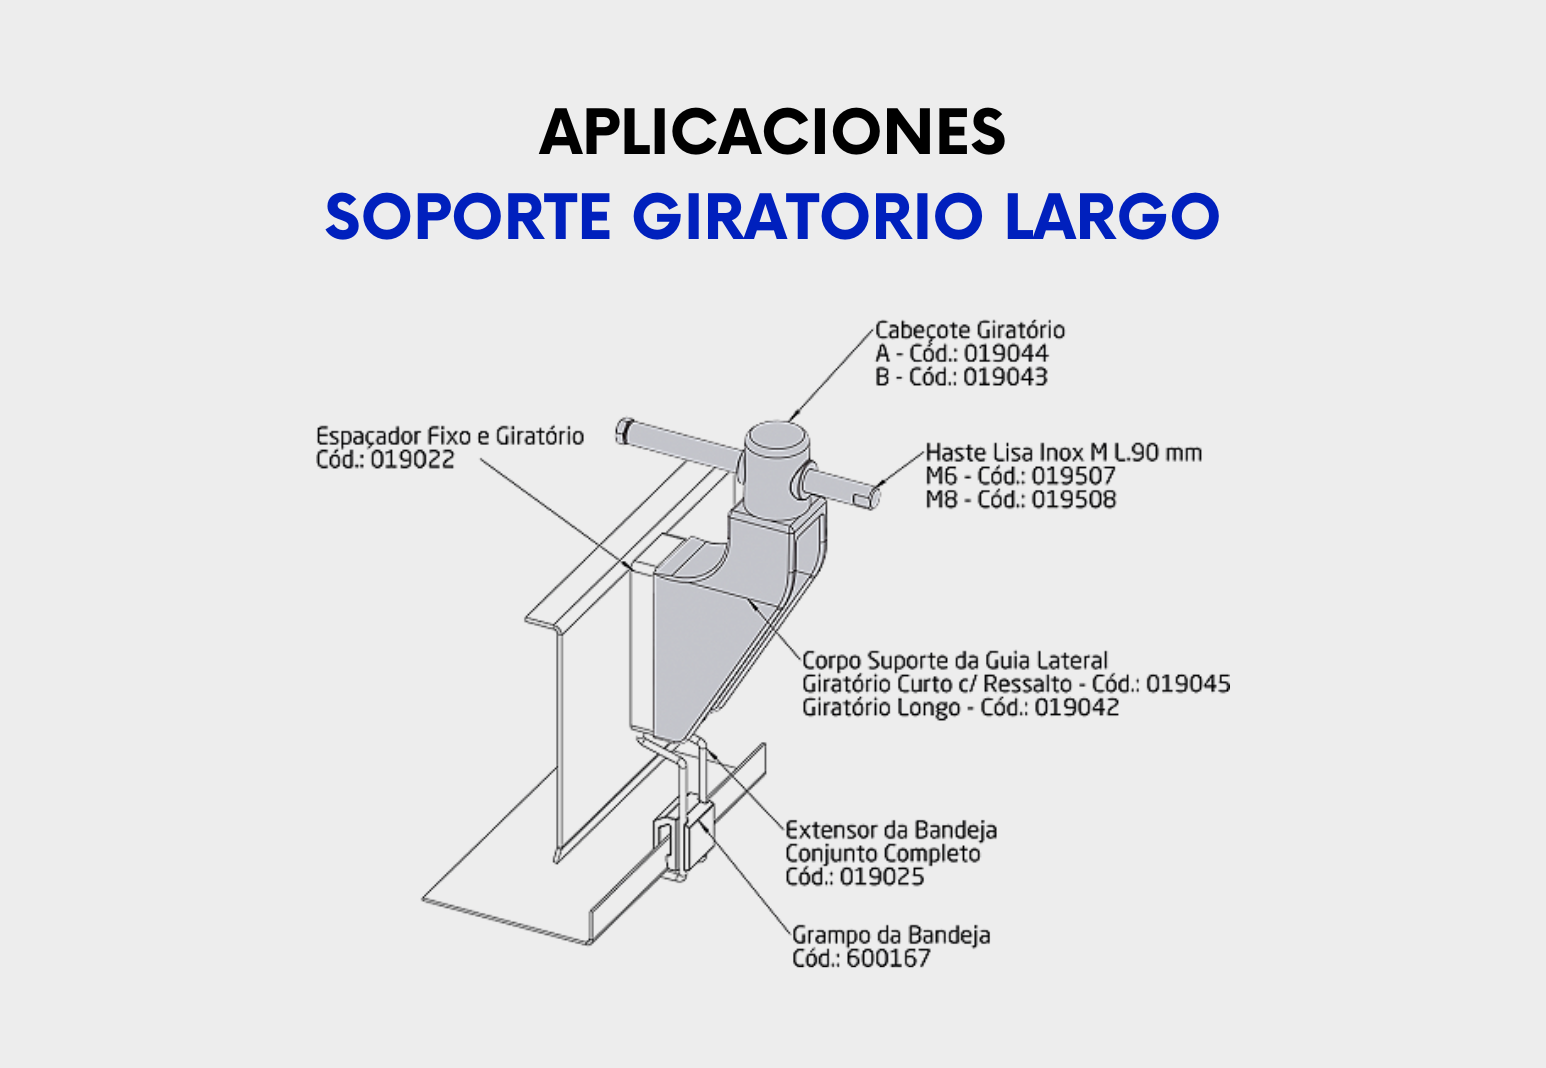 APLICACIONES
SOPORTE GIRATORIO LARGO
Cabeçote Giratório
A - Cód.: 019044
B - Cód.: 019043
Espaçador Fixo e Giratório
Cód.: 019022
Haste Lisa Inox M L.90 mm
M6 - Cód.: 019507
M8 - Cód.: 019508
Corpo Suporte da Guia Lateral
Giratório Curto c/ Ressalto - Cód.: 019045
Giratório Longo - Cód.: 019042
Extensor da Bandeja
Conjunto Completo
Cód.: 019025
Grampo da Bandeja
Cód.: 600167